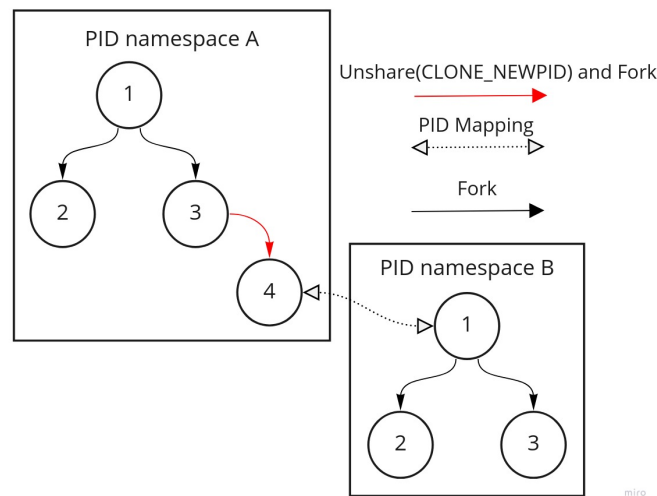 PID namespace A
1
2
3
4
Unshare(CLONE_NEWPID) and Fork
PID Mapping
Fork
PID namespace B
1
2
3
miro